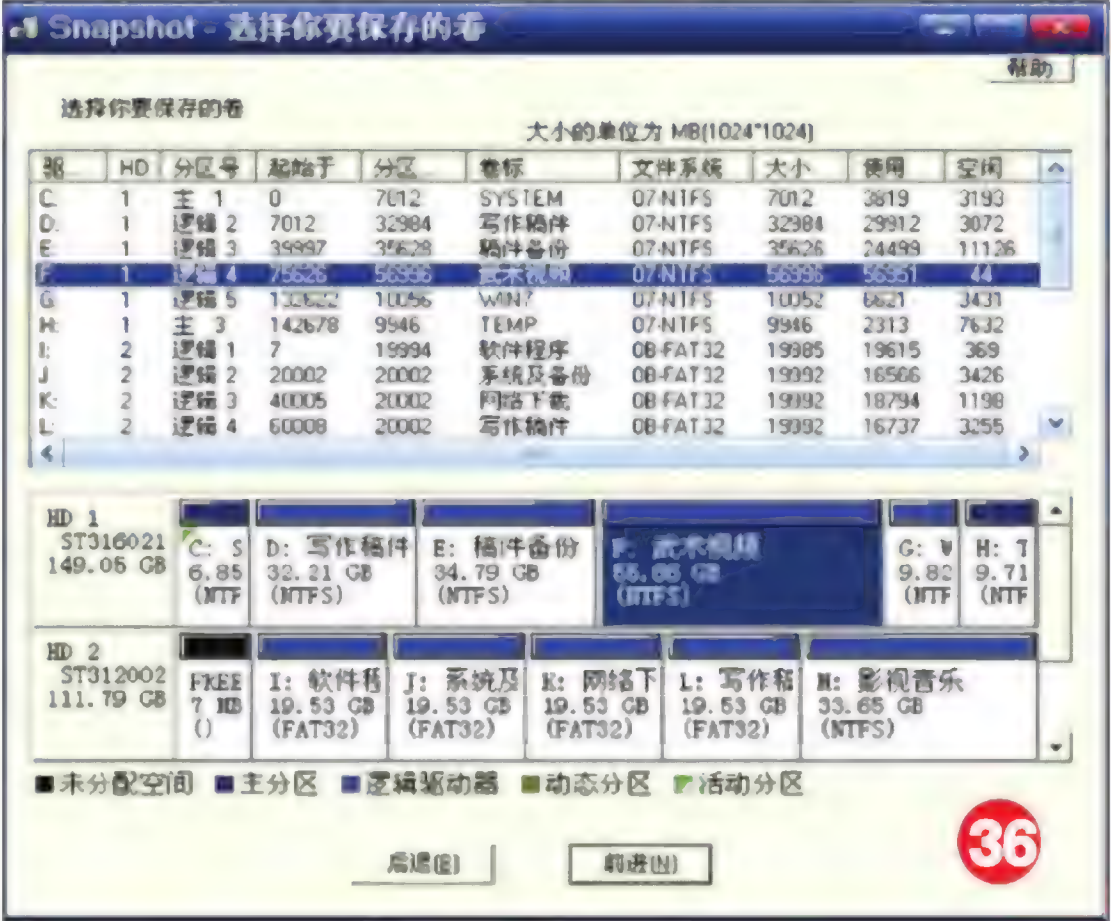 Snapshot - 选择你要保存的卷
帮助
选择你要保存的卷
大小的单位为 MB(1024*1024)
驱... HD 分区号 起始于 分区... 卷标 文件系统 大小 使用 空闲
C: 1 主 1 0 7012 SYSTEM 07-NTFS 7012 3819 3193
D: 1 逻辑 2 7012 32984 写作稿件 07-NTFS 32984 29912 3072
E: 1 逻辑 3 39997 35628 稿件备份 07-NTFS 35626 24499 11126
F: 1 逻辑 4 75626 56996 武术视频 07-NTFS 56996 56951 44
G: 1 逻辑 5 132622 10056 WIN7 07-NTFS 10052 6621 3431
H: 1 主 3 142678 9946 TEMP 07-NTFS 9946 2313 7632
I: 2 逻辑 1 7 19994 软件程序 0B-FAT32 19985 19615 369
J: 2 逻辑 2 20002 20002 系统及备份 0B-FAT32 19992 16566 3426
K: 2 逻辑 3 40005 20002 网络下载 0B-FAT32 19992 18794 1198
L: 2 逻辑 4 60008 20002 写作稿件 0B-FAT32 19992 16737 3255
HD 1
ST316021
149.05 GB
C: S
6.85
(NTF
D: 写作稿件
32.21 GB
(NTFS)
E: 稿件备份
34.79 GB
(NTFS)
F: 武术视频
55.66 GB
(NTFS)
G: W
9.82
(NTF
H: T
9.71
(NTF
HD 2
ST312002
111.79 GB
FREE
7 MB
()
I: 软件程
19.53 GB
(FAT32)
J: 系统及
19.53 GB
(FAT32)
K: 网络下
19.53 GB
(FAT32)
L: 写作稿
19.53 GB
(FAT32)
M: 影视音乐
33.65 GB
(NTFS)
未分配空间 主分区 逻辑驱动器 动态分区 活动分区
后退(B) 前进(N)
36